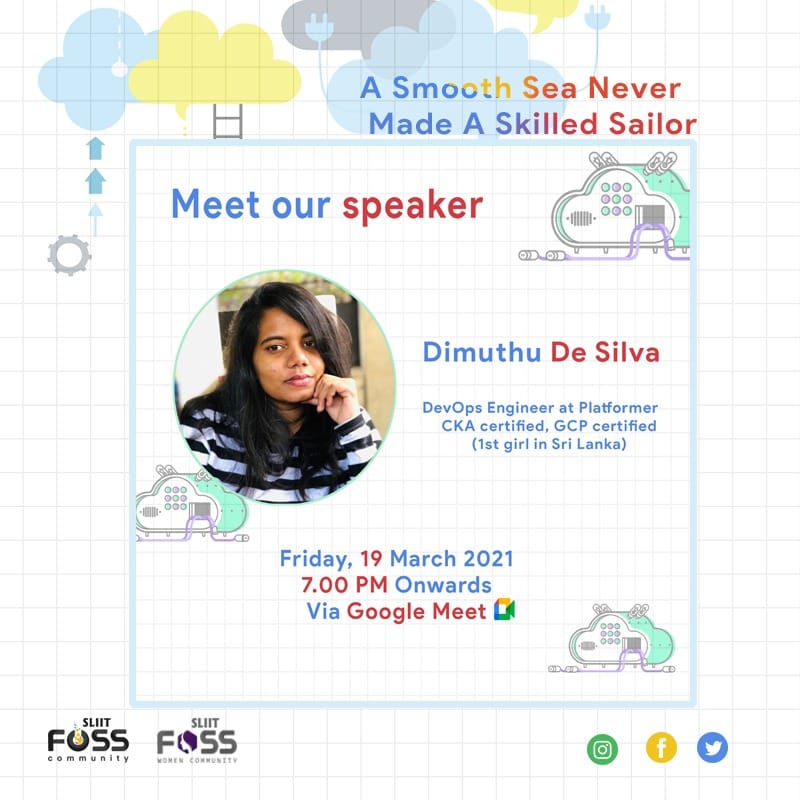 A Smooth Sea Never
Made A Skilled Sailor
Meet our speaker
Dimuthu De Silva
DevOps Engineer at Platformer
CKA certified, GCP certified
(1st girl in Sri Lanka)
Friday, 19 March 2021
7.00 PM Onwards
Via Google Meet
SLIIT
FOSS
community
SLIIT
FOSS
WOMEN COMMUNITY